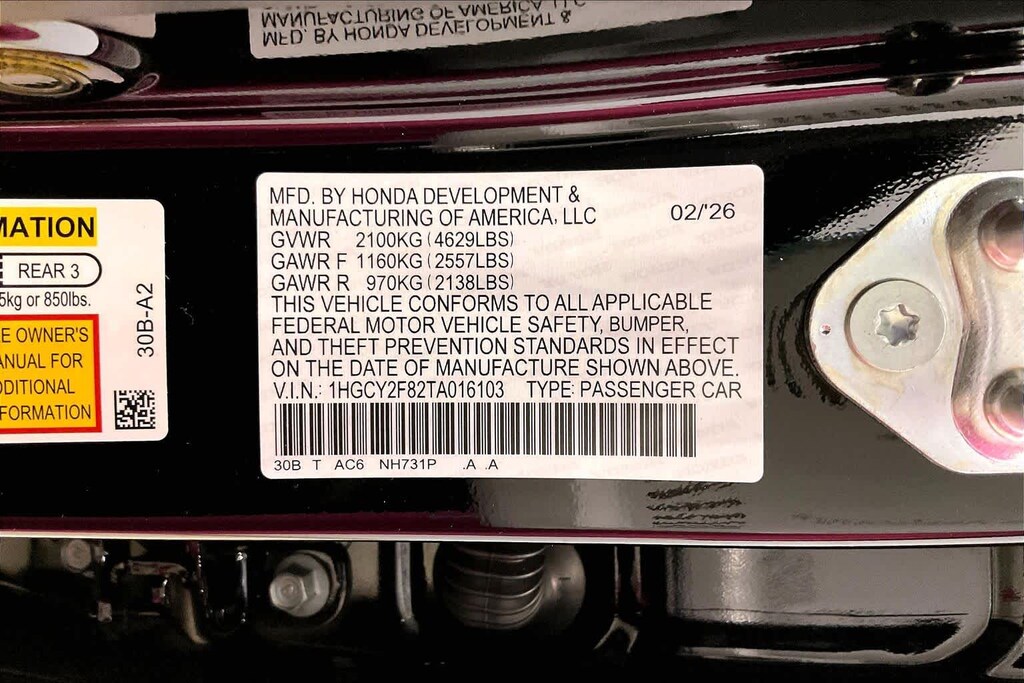 MANUFACTURING OF AMERICA, LLC
MFD. BY HONDA DEVELOPMENT &
MATION
REAR 3
5kg or 850lbs.
E OWNER'S
ANUAL FOR
DDITIONAL
FORMATION
30B-A2
MFD. BY HONDA DEVELOPMENT &
MANUFACTURING OF AMERICA, LLC 02/'26
GVWR 2100KG (4629LBS)
GAWR F 1160KG (2557LBS)
GAWR R 970KG (2138LBS)
THIS VEHICLE CONFORMS TO ALL APPLICABLE
FEDERAL MOTOR VEHICLE SAFETY, BUMPER,
AND THEFT PREVENTION STANDARDS IN EFFECT
ON THE DATE OF MANUFACTURE SHOWN ABOVE.
V.I.N.: 1HGCY2F82TA016103 TYPE: PASSENGER CAR
30B T AC6 NH731P .A .A